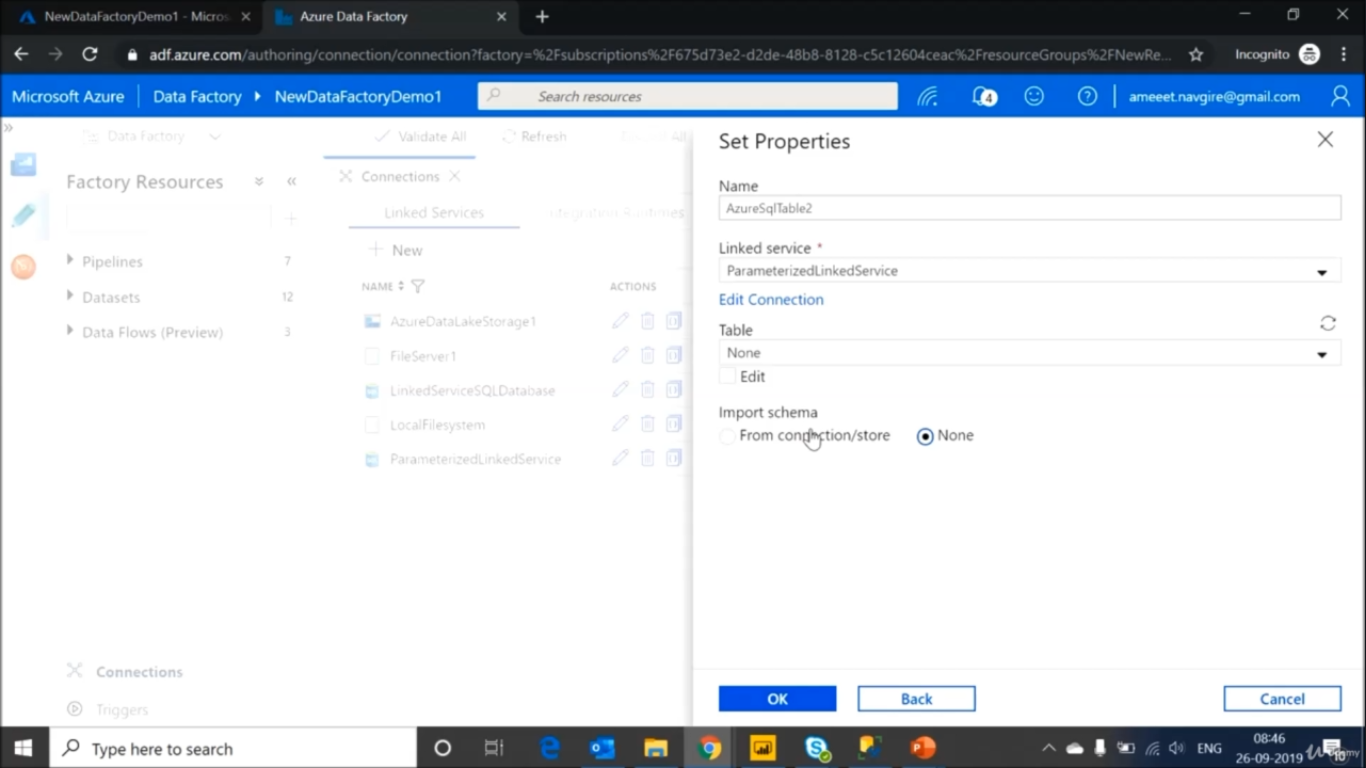 NewDataFactoryDemo1 - Micros
Azure Data Factory
adf.azure.com/authoring/connection/connection?factory=%2Fsubscriptions%2F675d73e2-d2de-48b8-8128-c5c12604ceac%2FresourceGroups%2FNewRe...
Incognito
Microsoft Azure
Data Factory
NewDataFactoryDemo1
Search resources
4
ameeet.navgire@gmail.com
Data Factory
Validate All
Refresh
Set Properties
Factory Resources
Connections
Name
AzureSqlTable2
Linked Services
Integration Runtimes
Linked service *
ParameterizedLinkedService
New
Edit Connection
Pipelines 7
NAME
ACTIONS
Datasets 12
AzureDataLakeStorage1
Table
None
Data Flows (Preview) 3
FileServer1
Edit
LinkedServiceSQLDatabase
Import schema
LocalFilesystem
From connection/store
None
ParameterizedLinkedService
Connections
Triggers
OK
Back
Cancel
Type here to search
ENG
08:46
26-09-2019